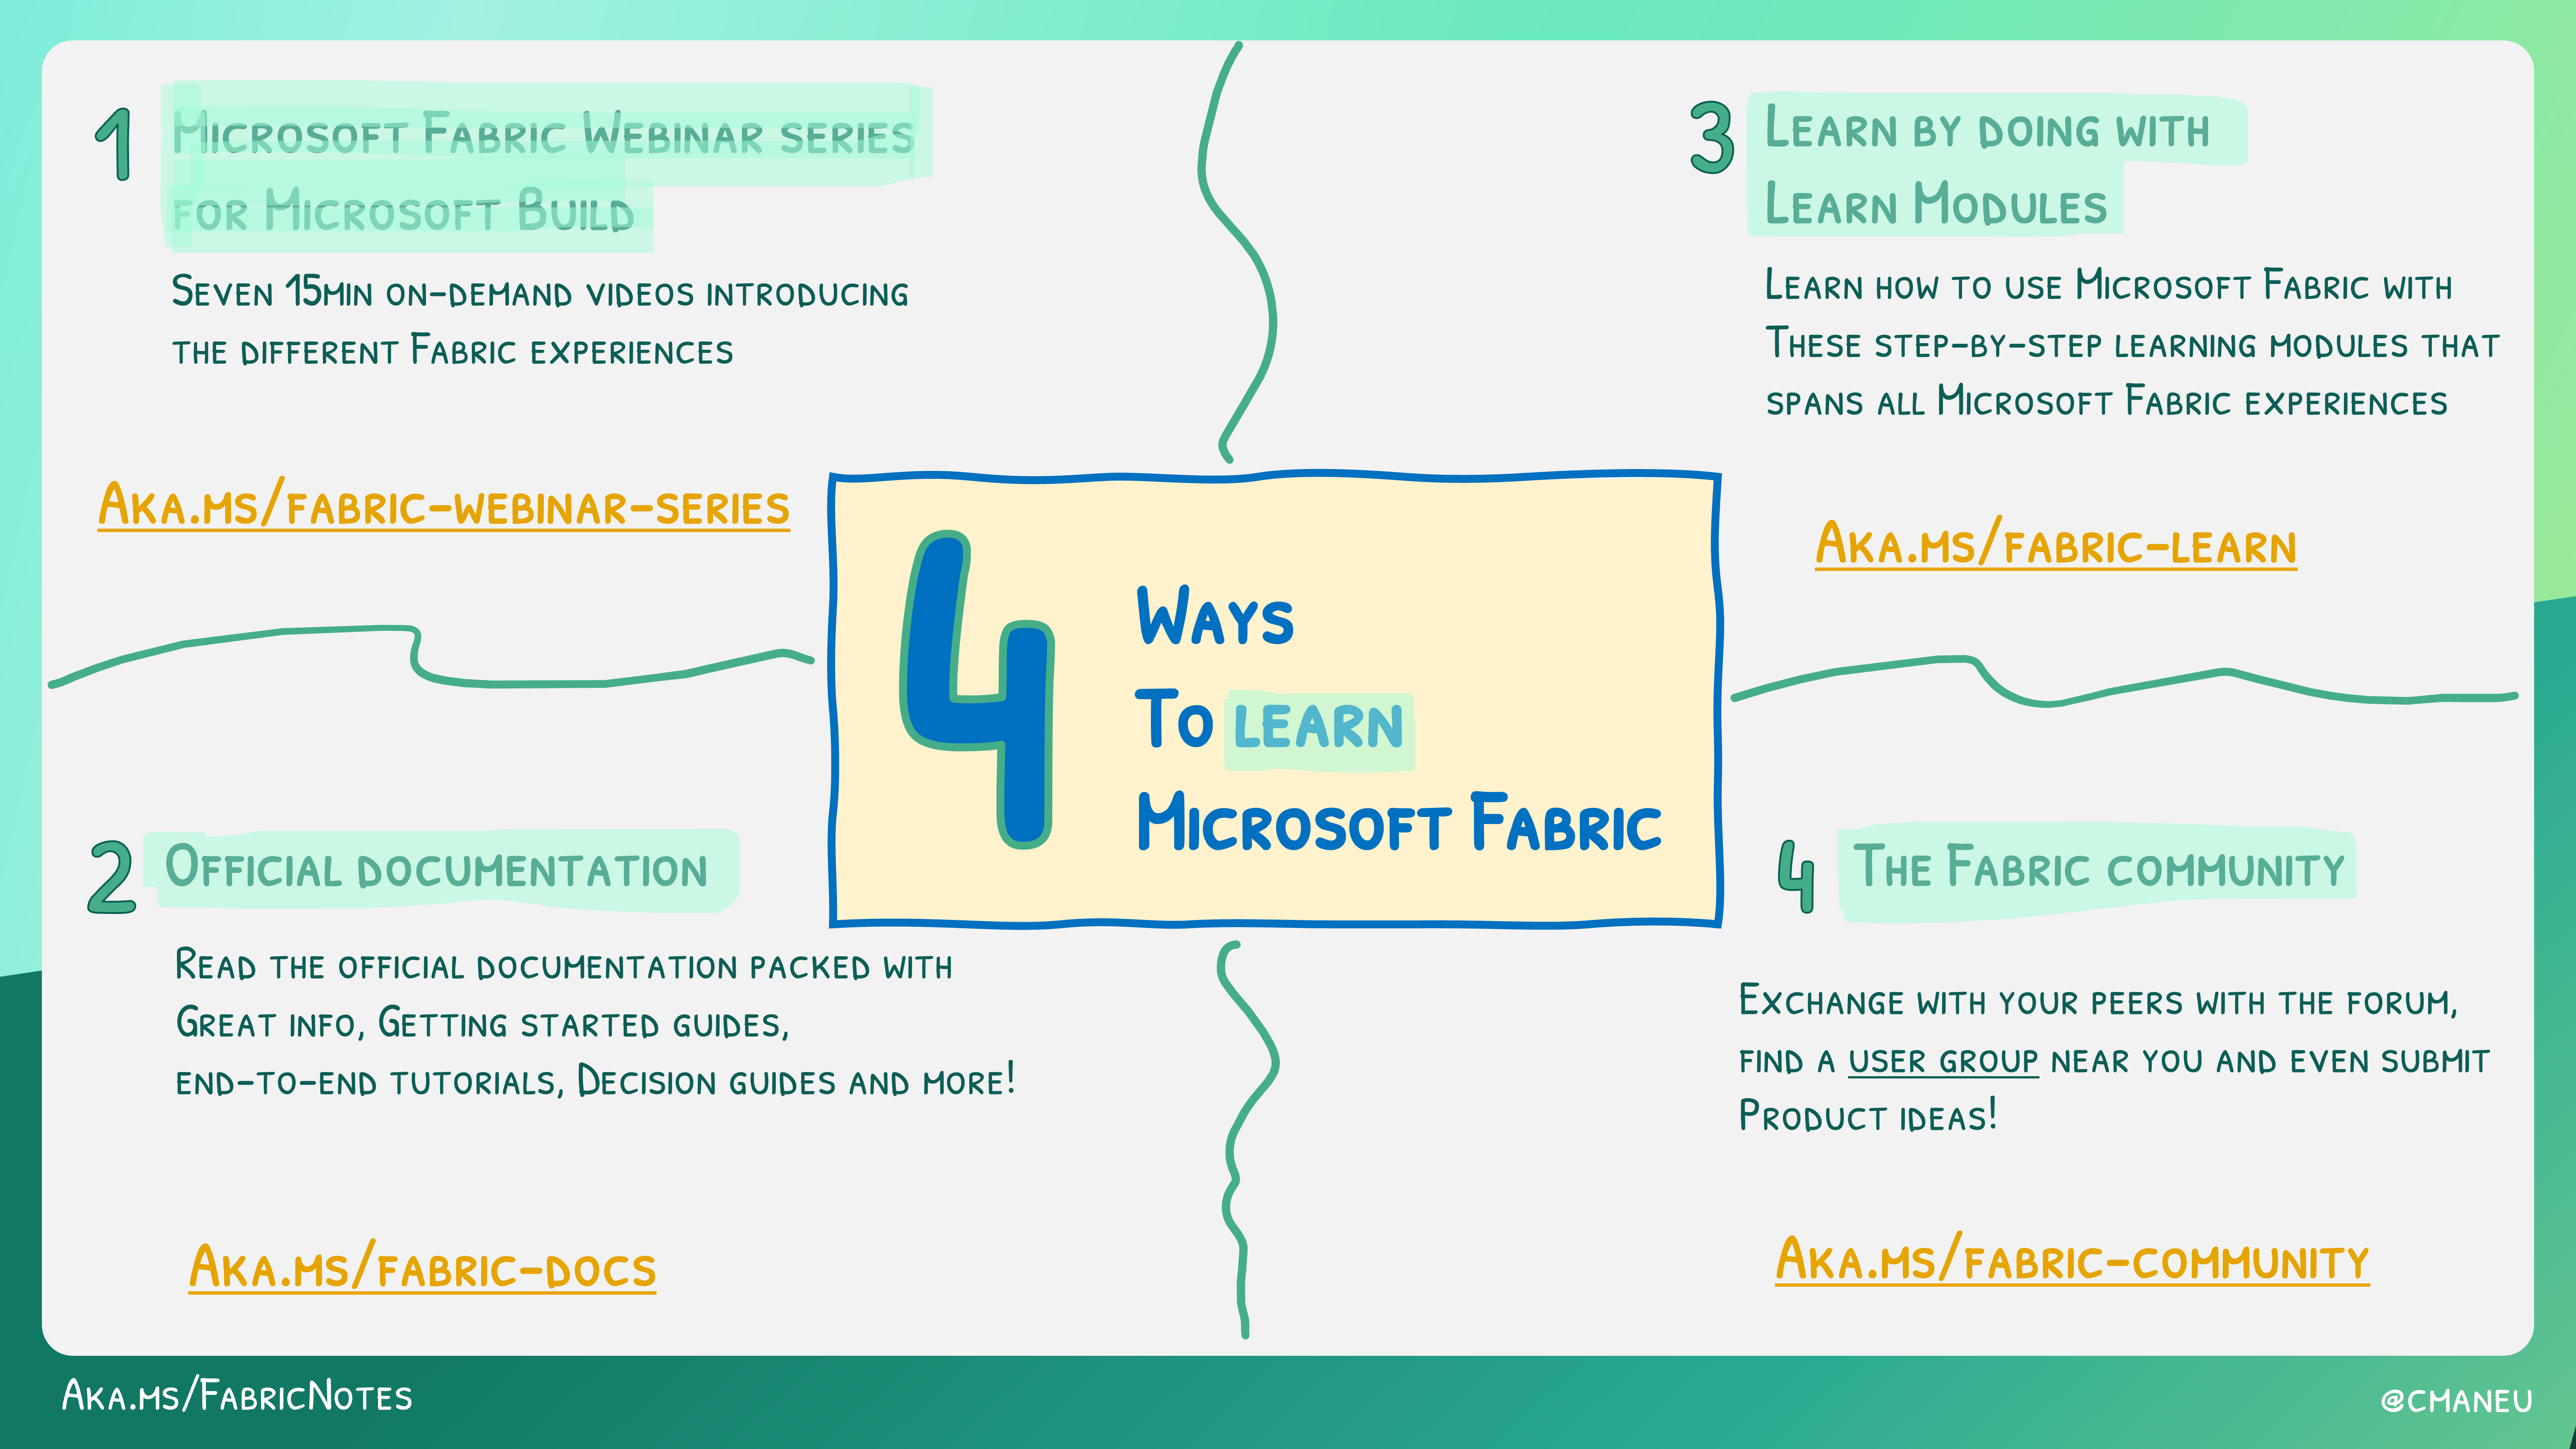 1
Microsoft Fabric Webinar series
for Microsoft Build
Seven 15min on-demand videos introducing
the different Fabric experiences
Aka.ms/fabric-webinar-series
2
Official documentation
Read the official documentation packed with
Great info, Getting started guides,
end-to-end tutorials, Decision guides and more!
Aka.ms/fabric-docs
4
Ways
To learn
Microsoft Fabric
3
Learn by doing with
Learn Modules
Learn how to use Microsoft Fabric with
These step-by-step learning modules that
spans all Microsoft Fabric experiences
Aka.ms/fabric-learn
4
The Fabric community
Exchange with your peers with the forum,
find a user group near you and even submit
Product ideas!
Aka.ms/fabric-community
Aka.ms/FabricNotes
@cmaneu